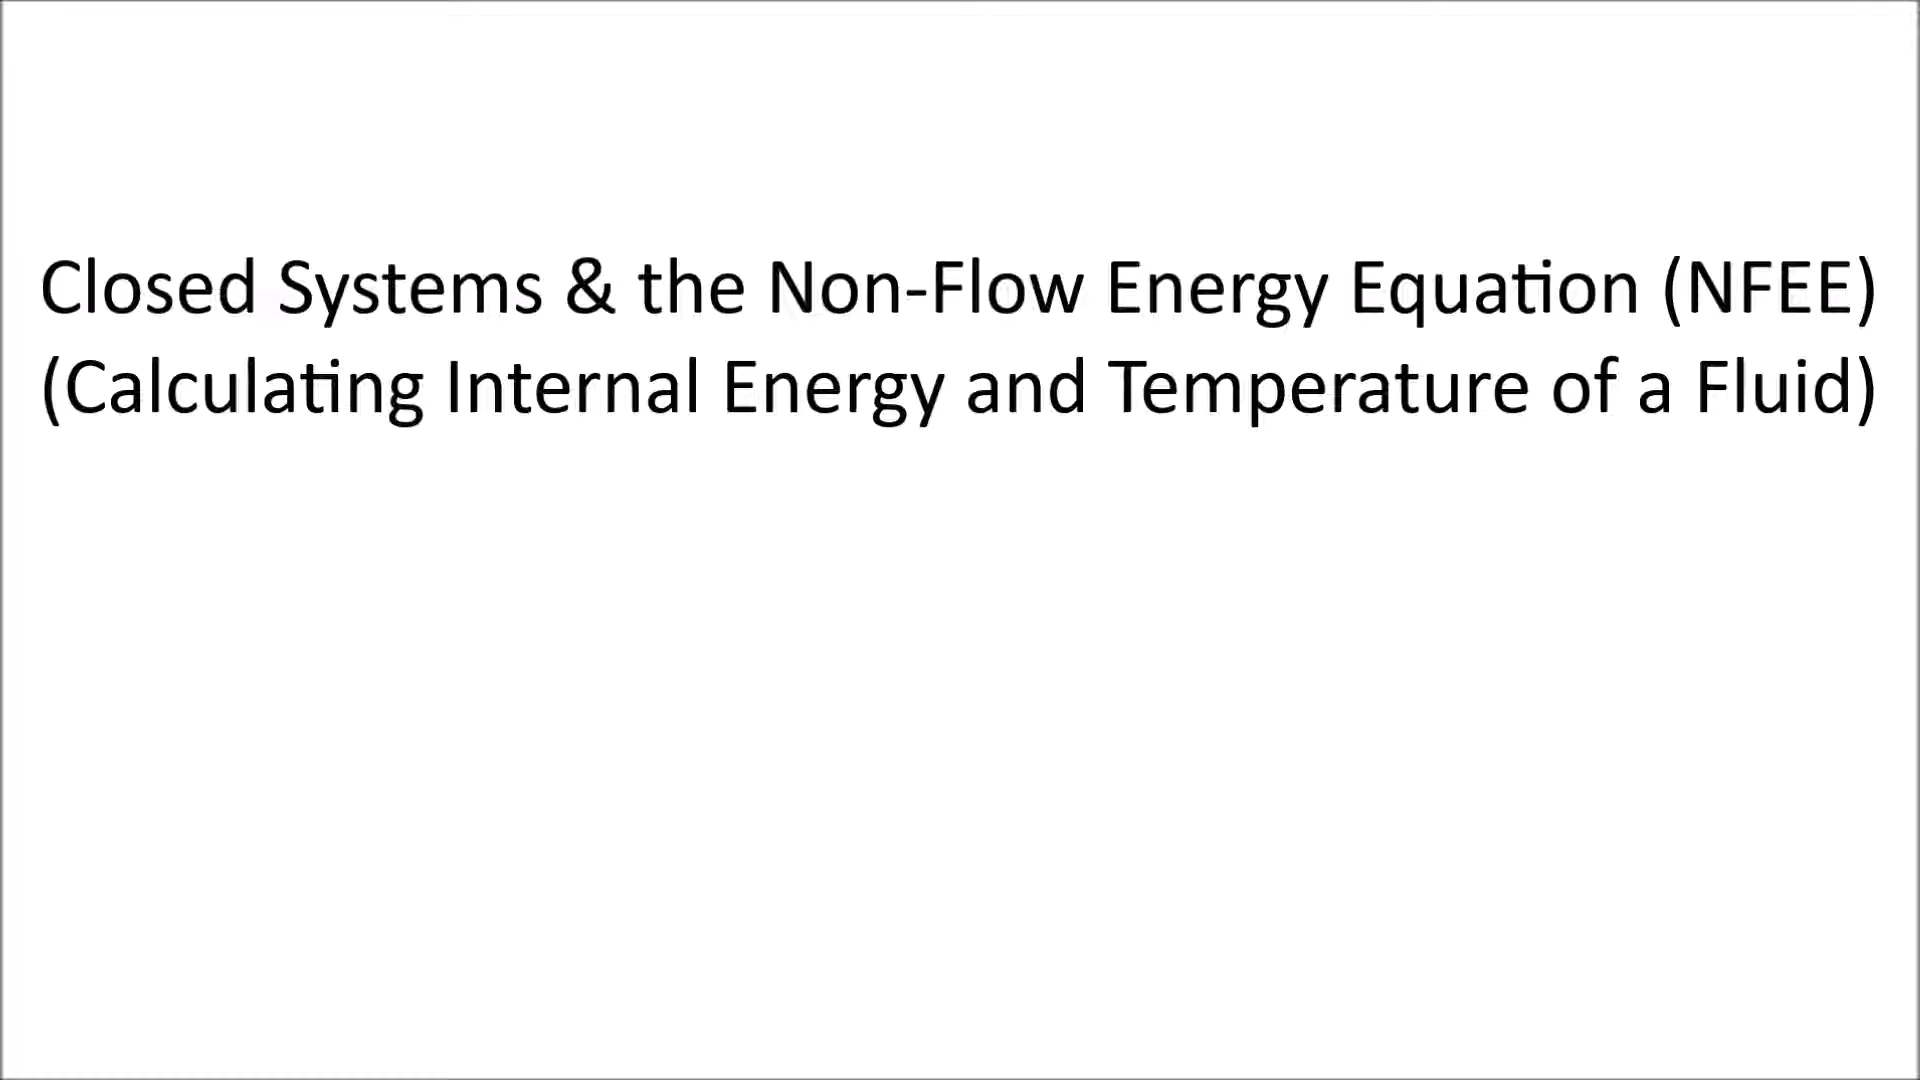 Closed Systems & the Non-Flow Energy Equation (NFEE)
(Calculating Internal Energy and Temperature of a Fluid)